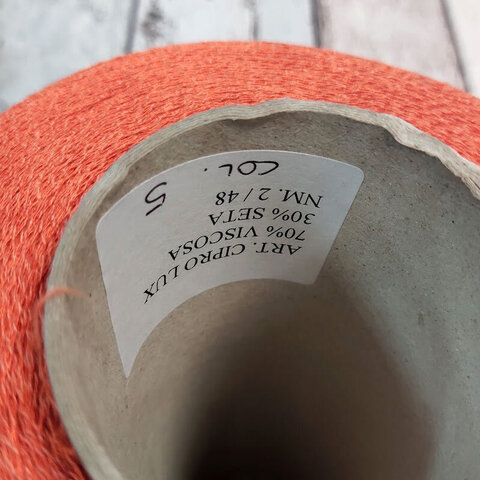 ART. CIPRO LUX
70% VISCOSA
30% SETA
NM. 2 / 48
COL. 5